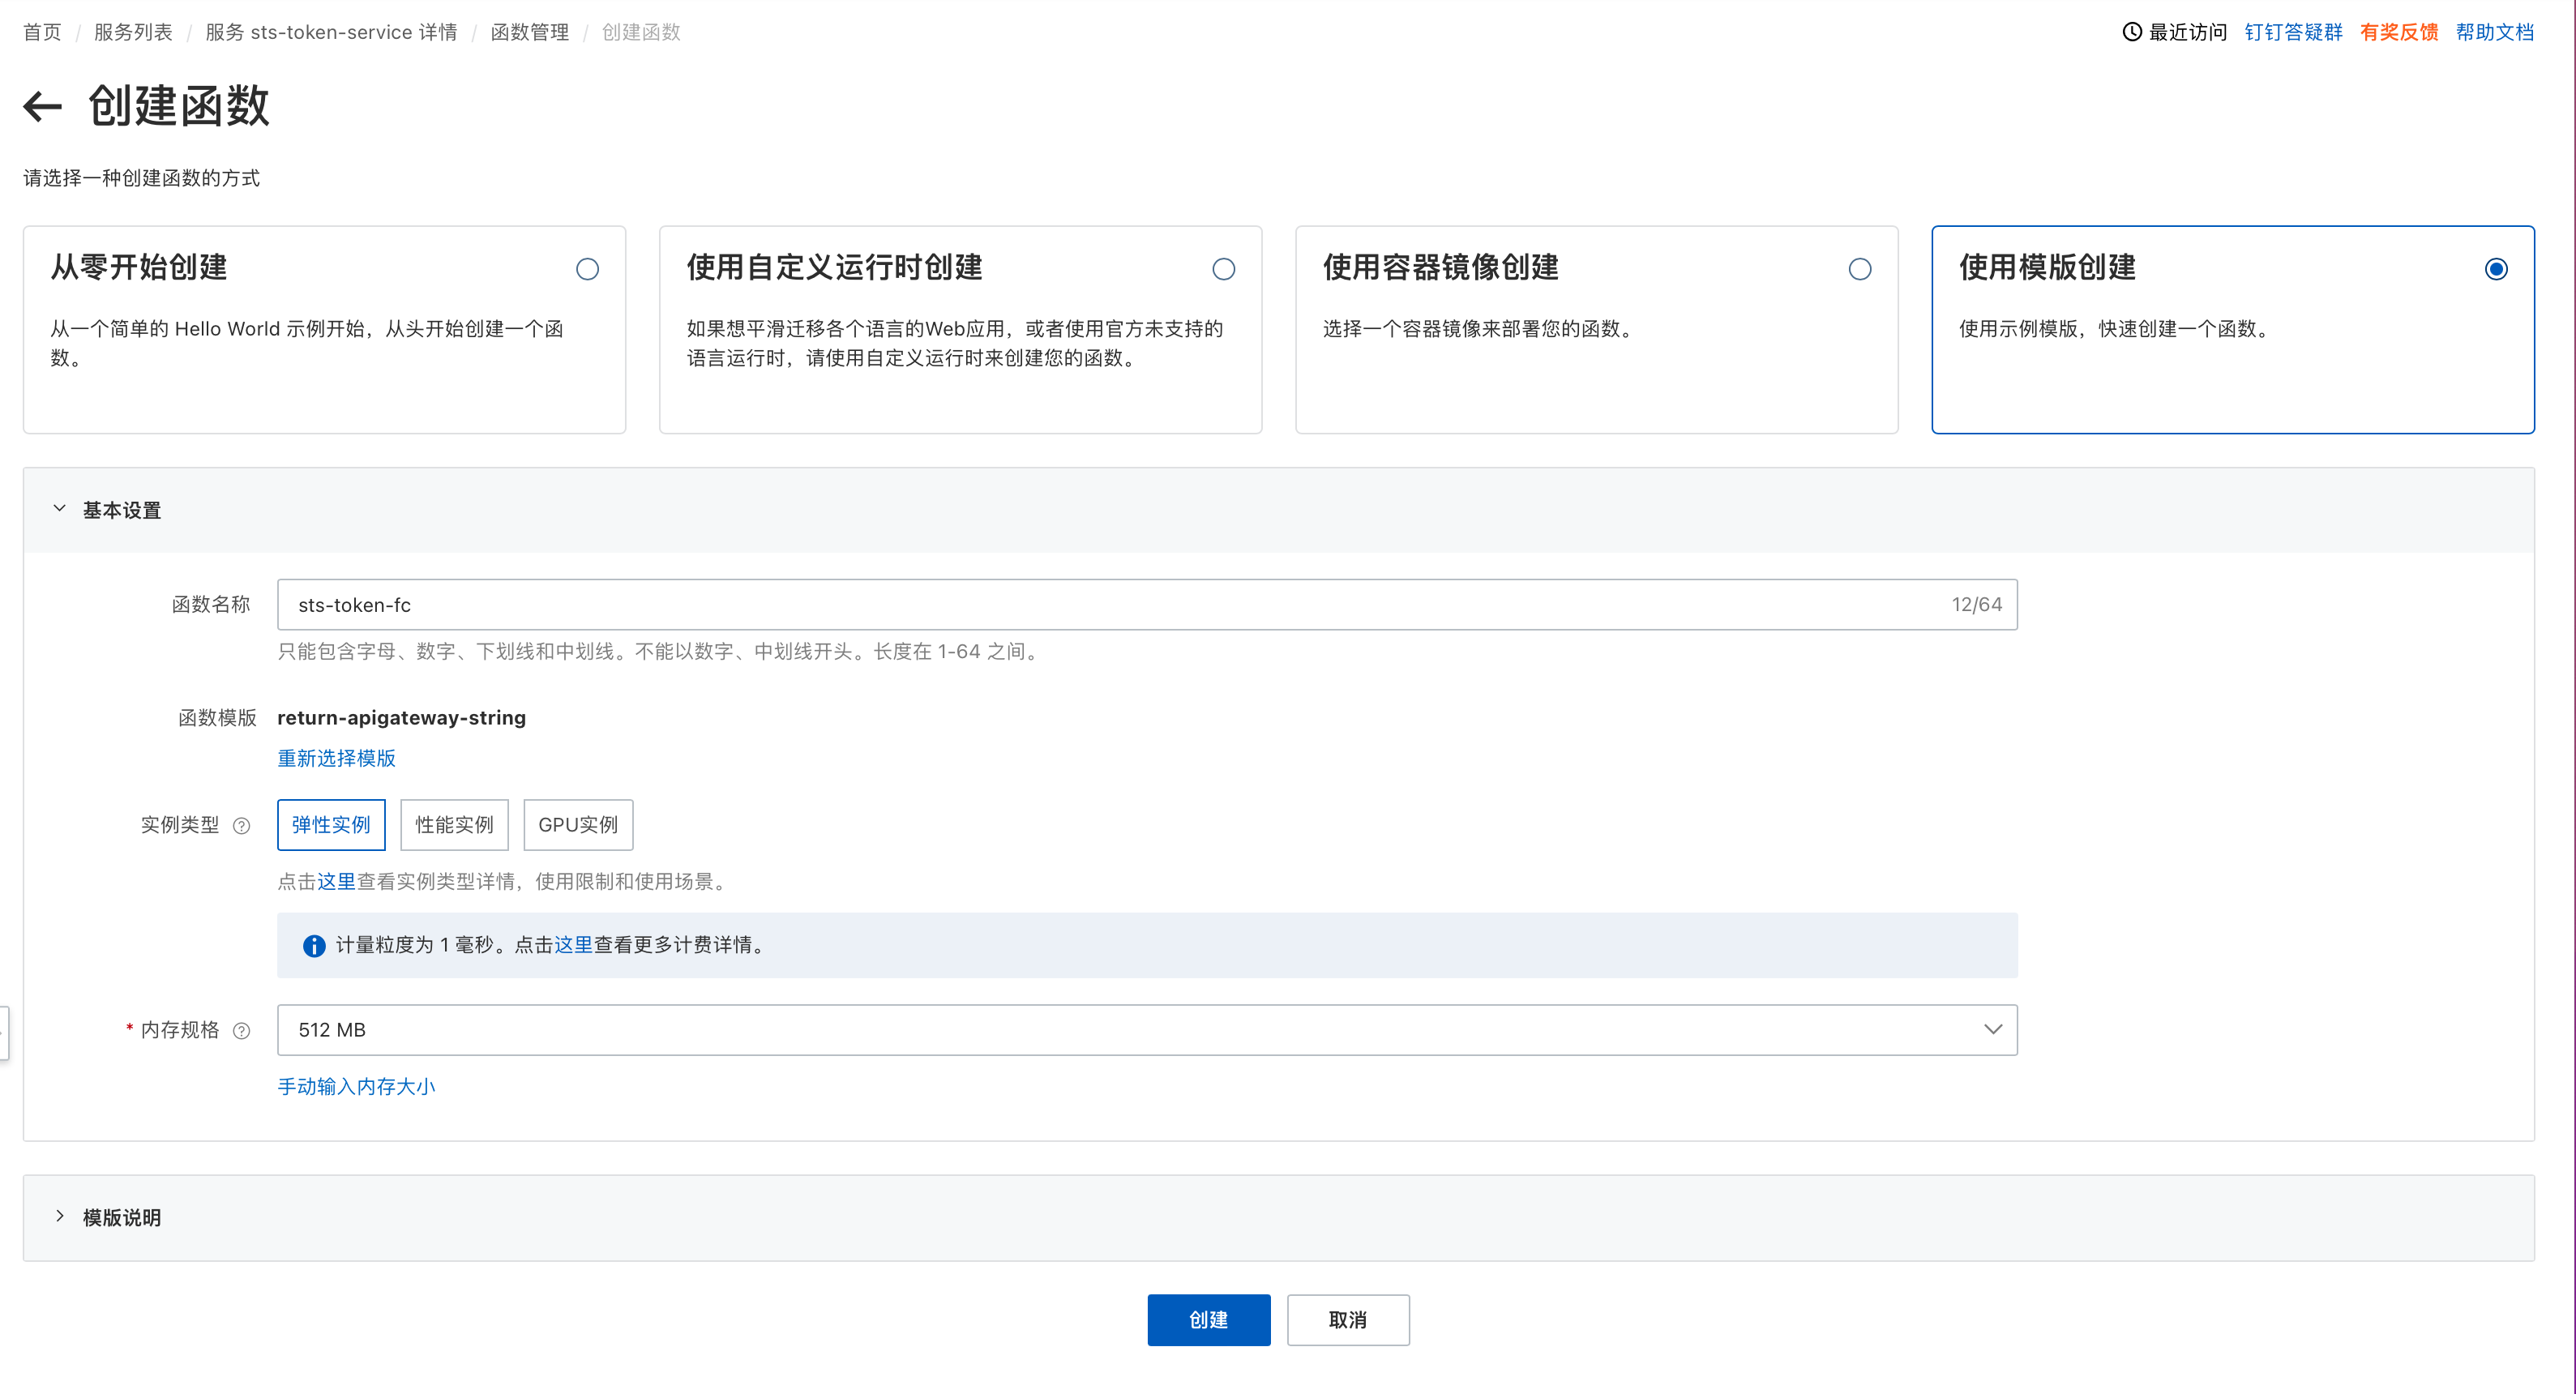 首页 / 服务列表 / 服务 sts-token-service 详情 / 函数管理 / 创建函数
最近访问 钉钉答疑群 有奖反馈 帮助文档
创建函数
请选择一种创建函数的方式
从零开始创建
从一个简单的 Hello World 示例开始，从头开始创建一个函
数。
使用自定义运行时创建
如果想平滑迁移各个语言的Web应用，或者使用官方未支持的
语言运行时，请使用自定义运行时来创建您的函数。
使用容器镜像创建
选择一个容器镜像来部署您的函数。
使用模版创建
使用示例模版，快速创建一个函数。
基本设置
函数名称 sts-token-fc 12/64
只能包含字母、数字、下划线和中划线。不能以数字、中划线开头。长度在 1-64 之间。
函数模版 return-apigateway-string
重新选择模版
实例类型 弹性实例 性能实例 GPU实例
点击这里查看实例类型详情，使用限制和使用场景。
计量粒度为 1 毫秒。点击这里查看更多计费详情。
* 内存规格 512 MB
手动输入内存大小
模版说明
创建 取消